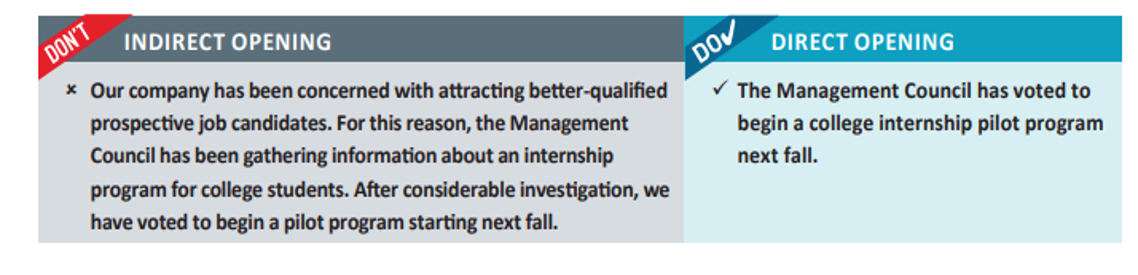 DON'T
INDIRECT OPENING
× Our company has been concerned with attracting better-qualified
prospective job candidates. For this reason, the Management
Council has been gathering information about an internship
program for college students. After considerable investigation, we
have voted to begin a pilot program starting next fall.
DO✓
DIRECT OPENING
✓ The Management Council has voted to
begin a college internship pilot program
next fall.